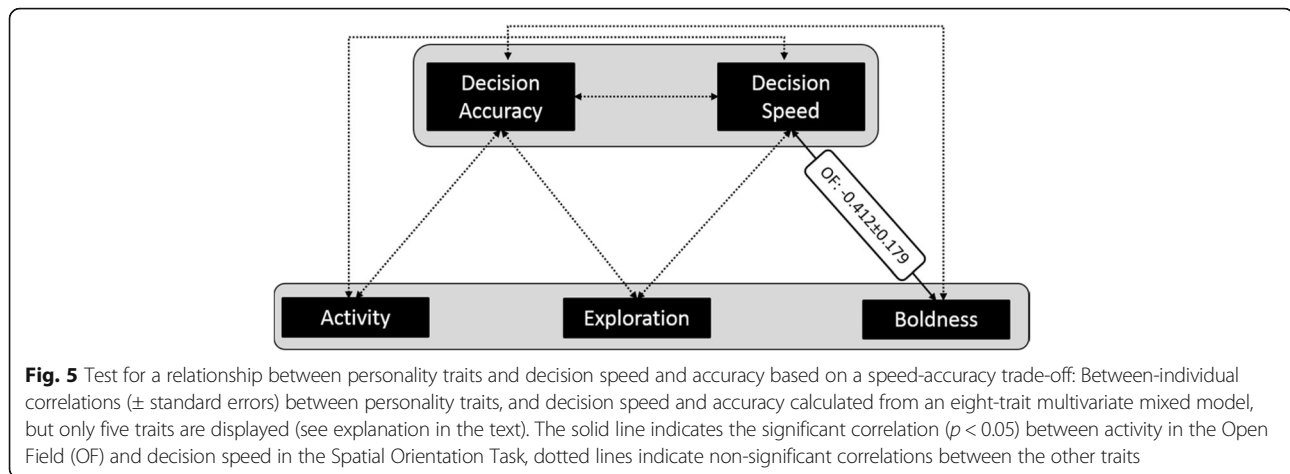 Decision
Accuracy
Decision
Speed
OF: -0.412±0.179
Activity
Exploration
Boldness
Fig. 5 Test for a relationship between personality traits and decision speed and accuracy based on a speed-accuracy trade-off: Between-individual
correlations (± standard errors) between personality traits, and decision speed and accuracy calculated from an eight-trait multivariate mixed model,
but only five traits are displayed (see explanation in the text). The solid line indicates the significant correlation (p < 0.05) between activity in the Open
Field (OF) and decision speed in the Spatial Orientation Task, dotted lines indicate non-significant correlations between the other traits